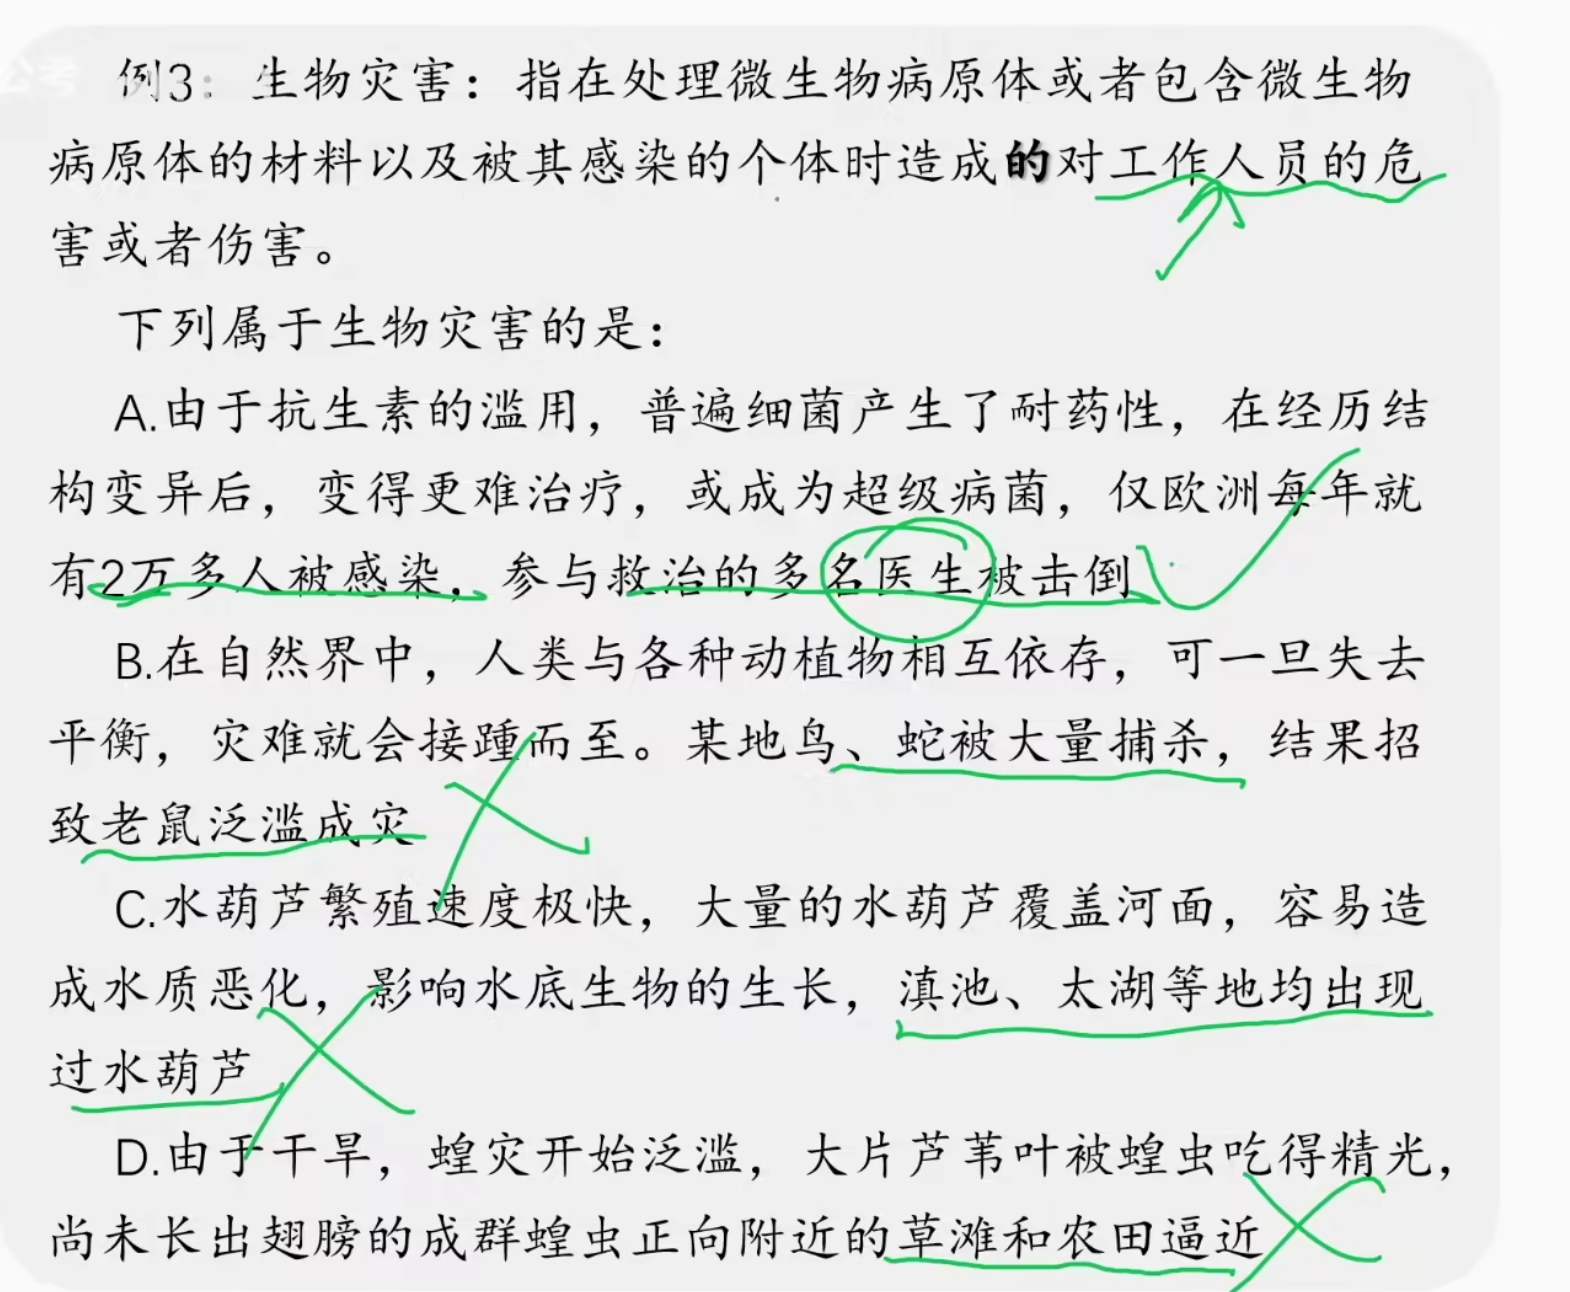 公考
例3：生物灾害：指在处理微生物病原体或者包含微生物
病原体的材料以及被其感染的个体时造成的对工作人员的危
害或者伤害。
下列属于生物灾害的是：
A.由于抗生素的滥用，普遍细菌产生了耐药性，在经历结
构变异后，变得更难治疗，或成为超级病菌，仅欧洲每年就
有2万多人被感染，参与救治的多名医生被击倒
B.在自然界中，人类与各种动植物相互依存，可一旦失去
平衡，灾难就会接踵而至。某地鸟、蛇被大量捕杀，结果招
致老鼠泛滥成灾
C.水葫芦繁殖速度极快，大量的水葫芦覆盖河面，容易造
成水质恶化，影响水底生物的生长，滇池、太湖等地均出现
过水葫芦
D.由于干旱，蝗灾开始泛滥，大片芦苇叶被蝗虫吃得精光，
尚未长出翅膀的成群蝗虫正向附近的草滩和农田逼近